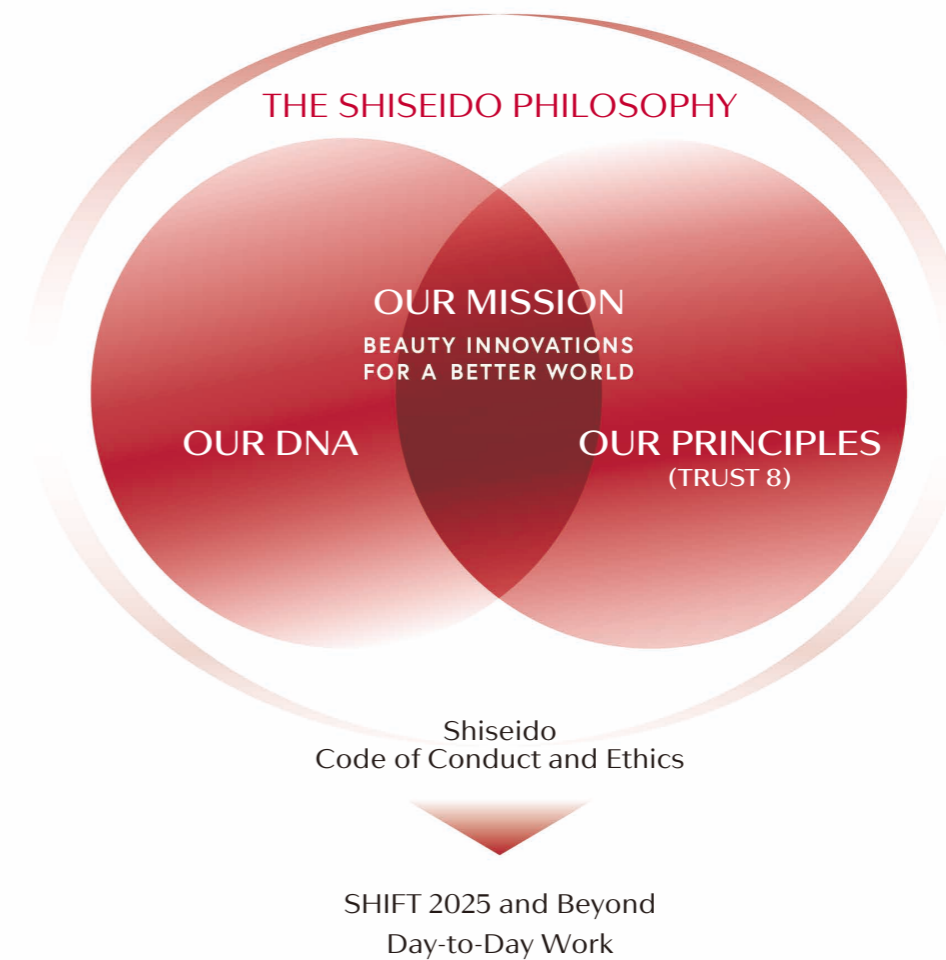 THE SHISEIDO PHILOSOPHY
OUR MISSION
BEAUTY INNOVATIONS
FOR A BETTER WORLD
OUR DNA
OUR PRINCIPLES
(TRUST 8)
Shiseido
Code of Conduct and Ethics
SHIFT 2025 and Beyond
Day-to-Day Work